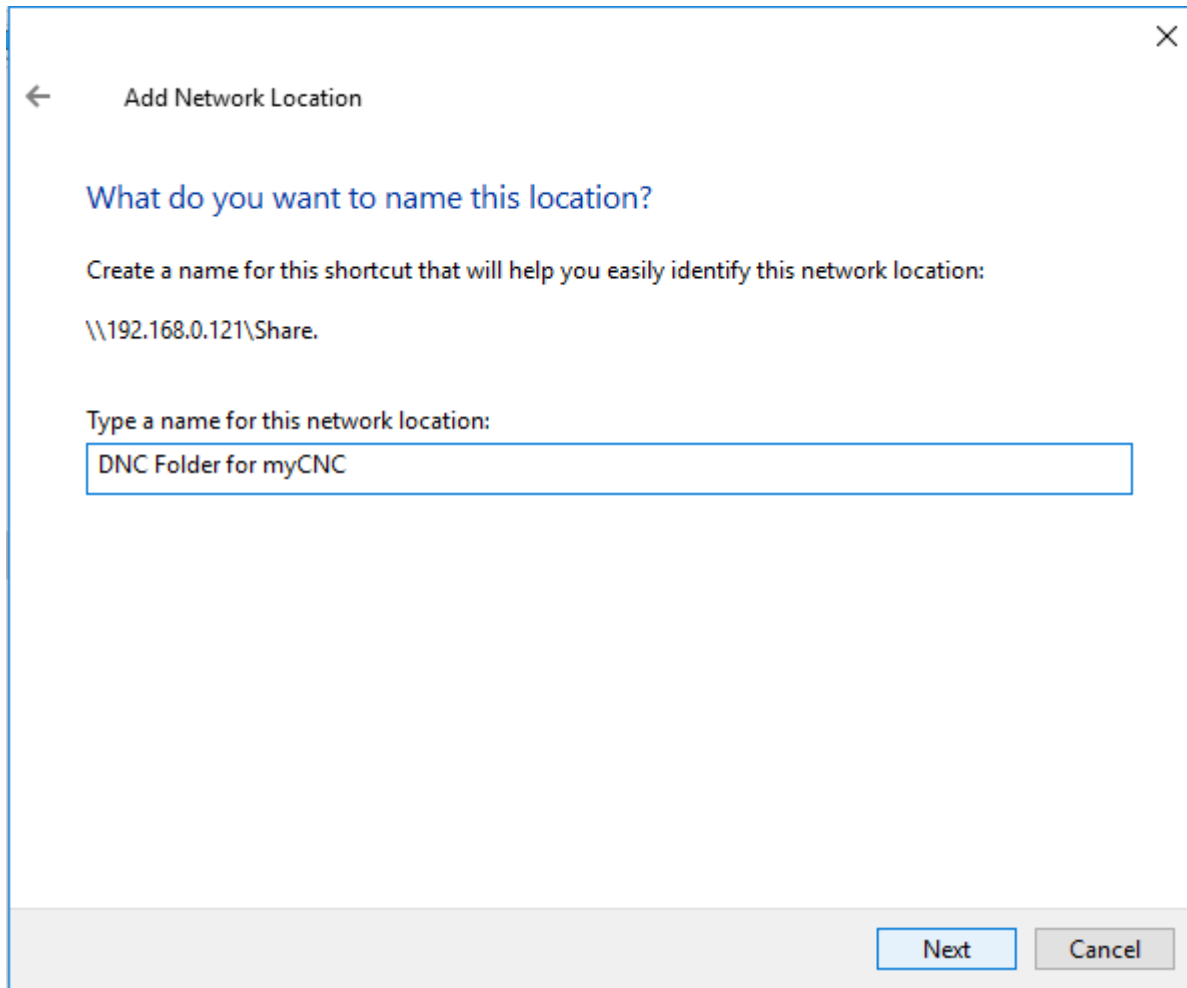 Add Network Location
What do you want to name this location?
Create a name for this shortcut that will help you easily identify this network location:
\\192.168.0.121\Share.
Type a name for this network location:
DNC Folder for myCNC
Next
Cancel